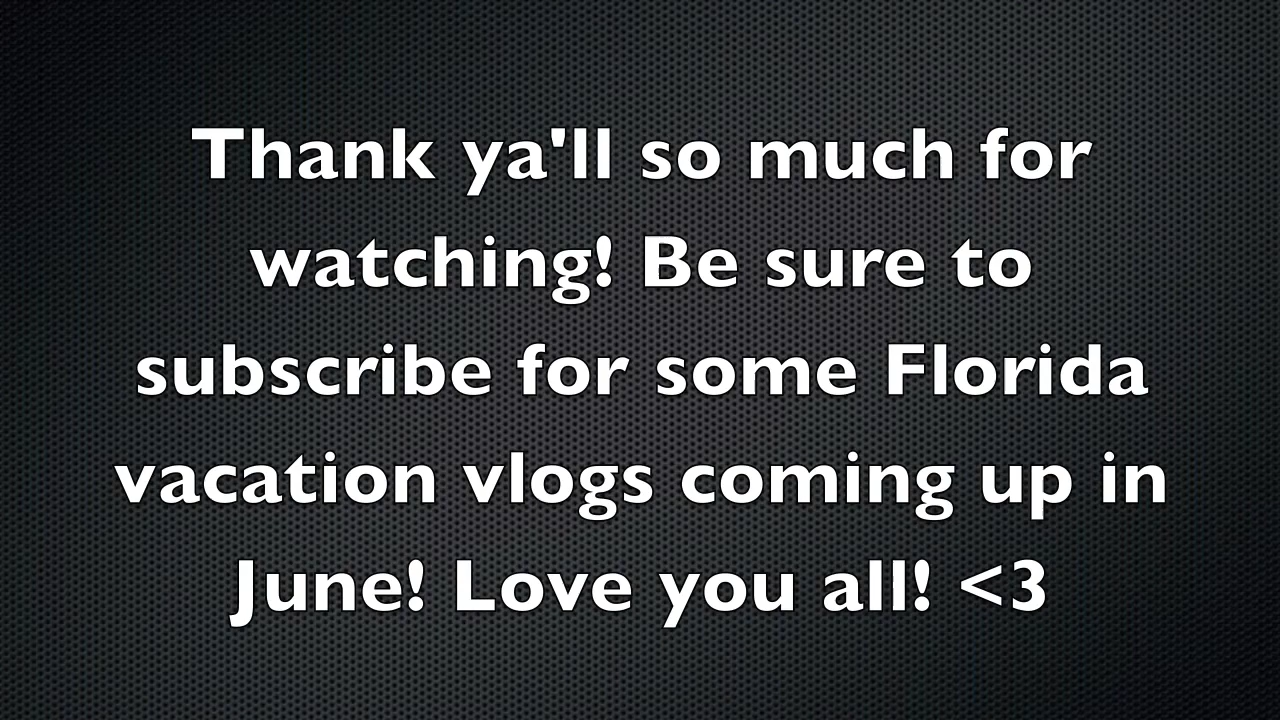 Thank ya'll so much for
watching! Be sure to
subscribe for some Florida
vacation vlogs coming up in
June! Love you all! <3